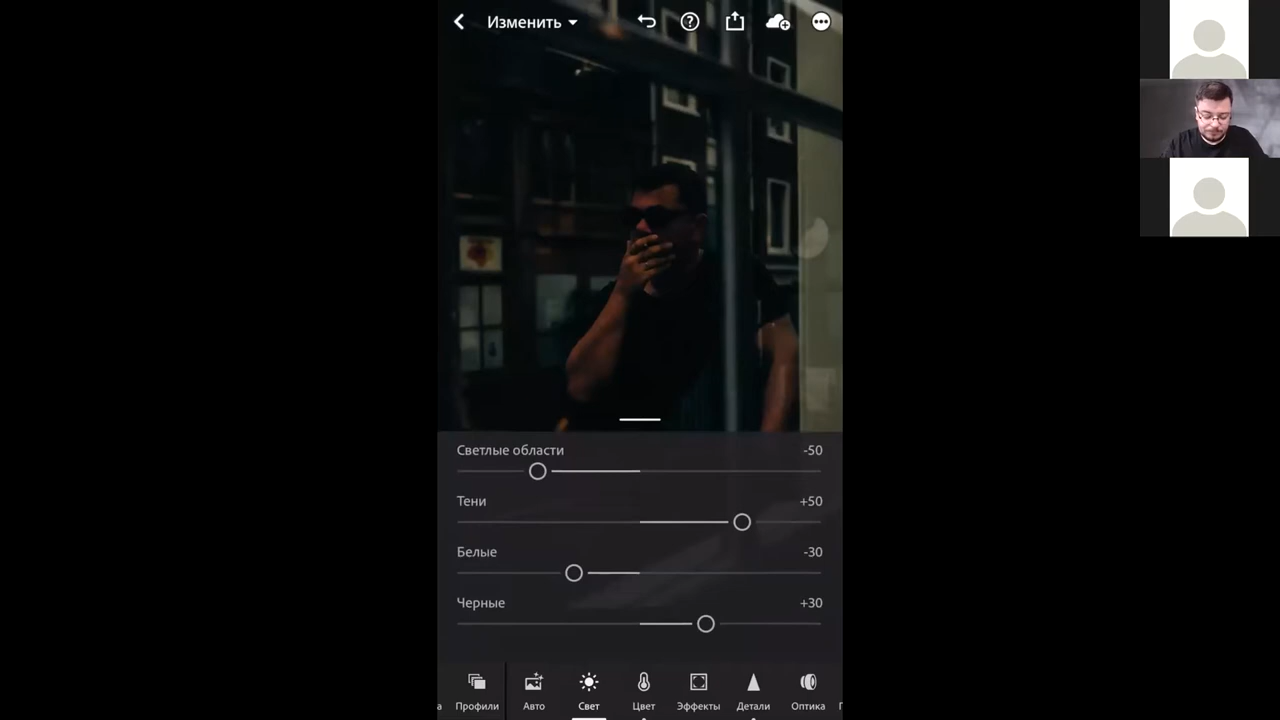 Изменить
Светлые области -50
Тени +50
Белые -30
Черные +30
Профили Авто Свет Цвет Эффекты Детали Оптика